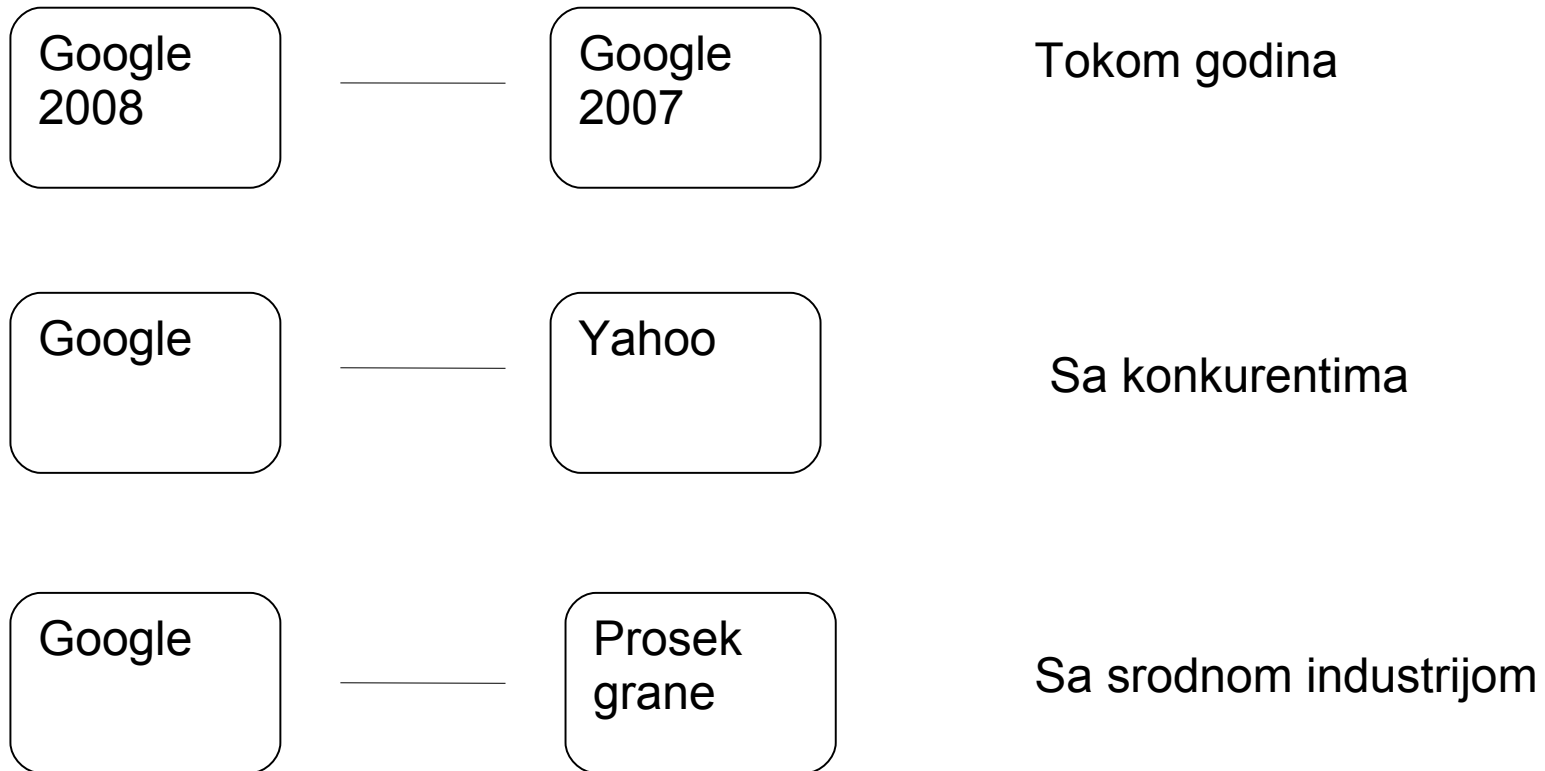 Google
2008
Google
2007
Tokom godina
Google
Yahoo
Sa konkurentima
Google
Prosek
grane
Sa srodnom industrijom